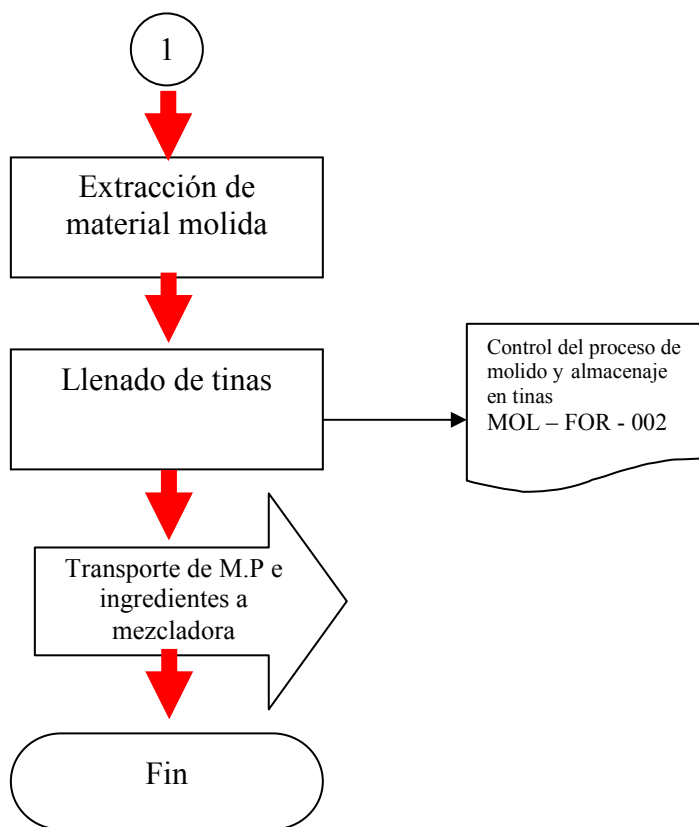 1
Extracción de
material molida
Llenado de tinas
Control del proceso de
molido y almacenaje
en tinas
MOL – FOR - 002
Transporte de M.P e
ingredientes a
mezcladora
Fin